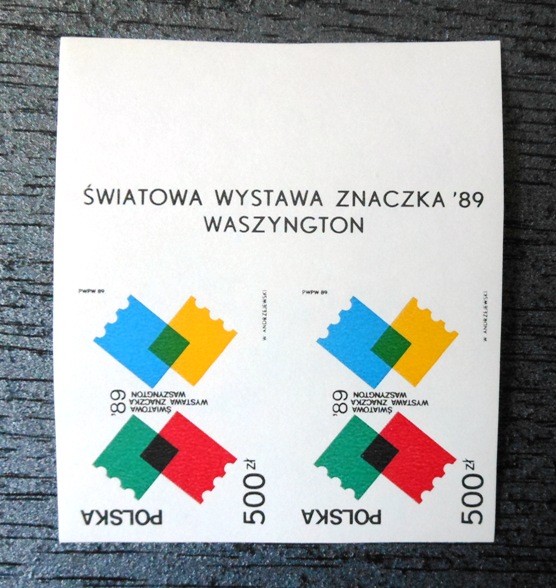 ŚWIATOWA WYSTAWA ZNACZKA '89
WASZYNGTON
PWPW 89.
W. ANDRZEJEWSKI
ŚWIATOWA
WYSTAWA ZNACZKA
WASZYNGTON
'89
POLSKA
500 zł
PWPW 89.
W. ANDRZEJEWSKI
ŚWIATOWA
WYSTAWA ZNACZKA
WASZYNGTON
'89
POLSKA
500 zł